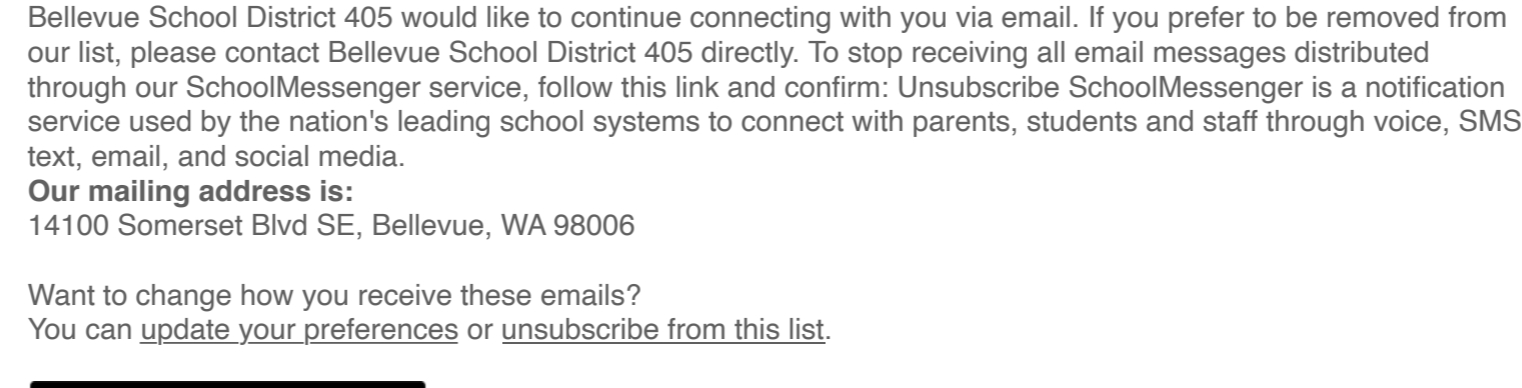 Bellevue School District 405 would like to continue connecting with you via email. If you prefer to be removed from
our list, please contact Bellevue School District 405 directly. To stop receiving all email messages distributed
through our SchoolMessenger service, follow this link and confirm: Unsubscribe SchoolMessenger is a notification
service used by the nation's leading school systems to connect with parents, students and staff through voice, SMS
text, email, and social media.
Our mailing address is:
14100 Somerset Blvd SE, Bellevue, WA 98006
Want to change how you receive these emails?
You can update your preferences or unsubscribe from this list.